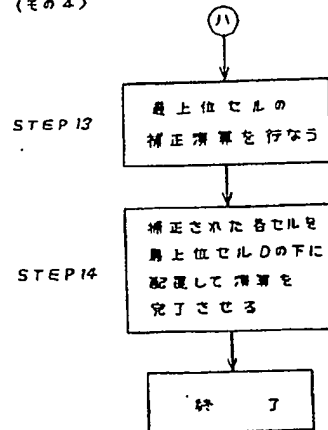 (その4)
ハ
STEP 13
最上位セルの
補正演算を行なう
STEP 14
補正された各セルを
最上位セルDの下に
配置して演算を
完了させる
終 了